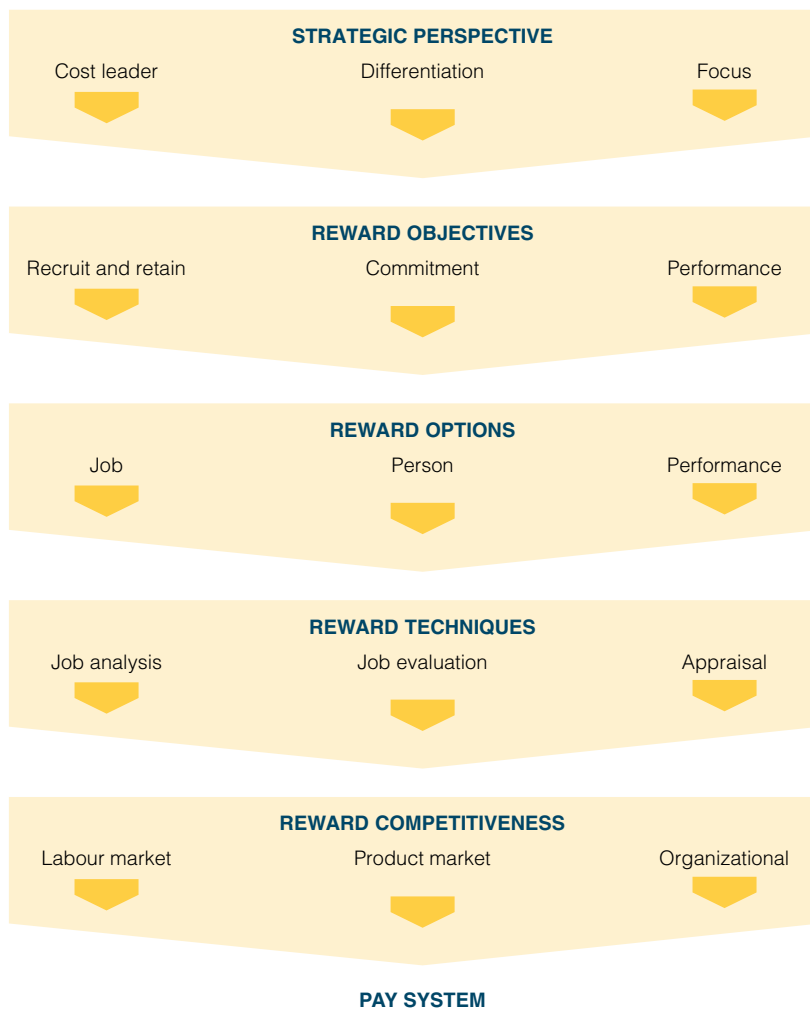 STRATEGIC PERSPECTIVE
Cost leader Differentiation Focus
REWARD OBJECTIVES
Recruit and retain Commitment Performance
REWARD OPTIONS
Job Person Performance
REWARD TECHNIQUES
Job analysis Job evaluation Appraisal
REWARD COMPETITIVENESS
Labour market Product market Organizational
PAY SYSTEM